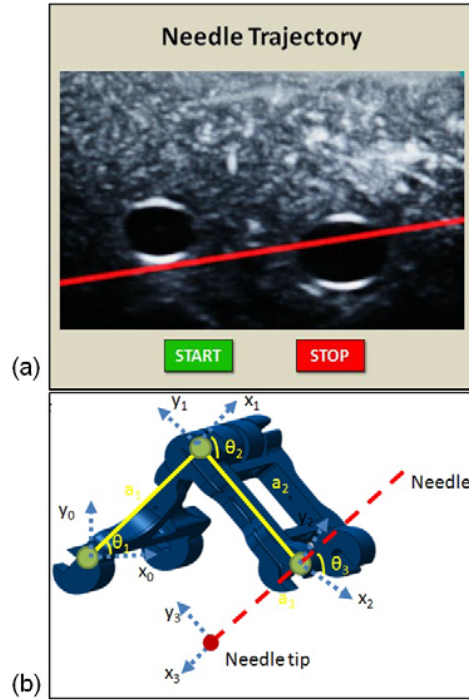 Needle Trajectory
START
STOP
(a)
y₁
x₁
θ₂
a₁
a₂
Needle
y₀
y₂
θ₁
x₀
θ₃
x₂
a₃
y₃
Needle tip
x₃
(b)